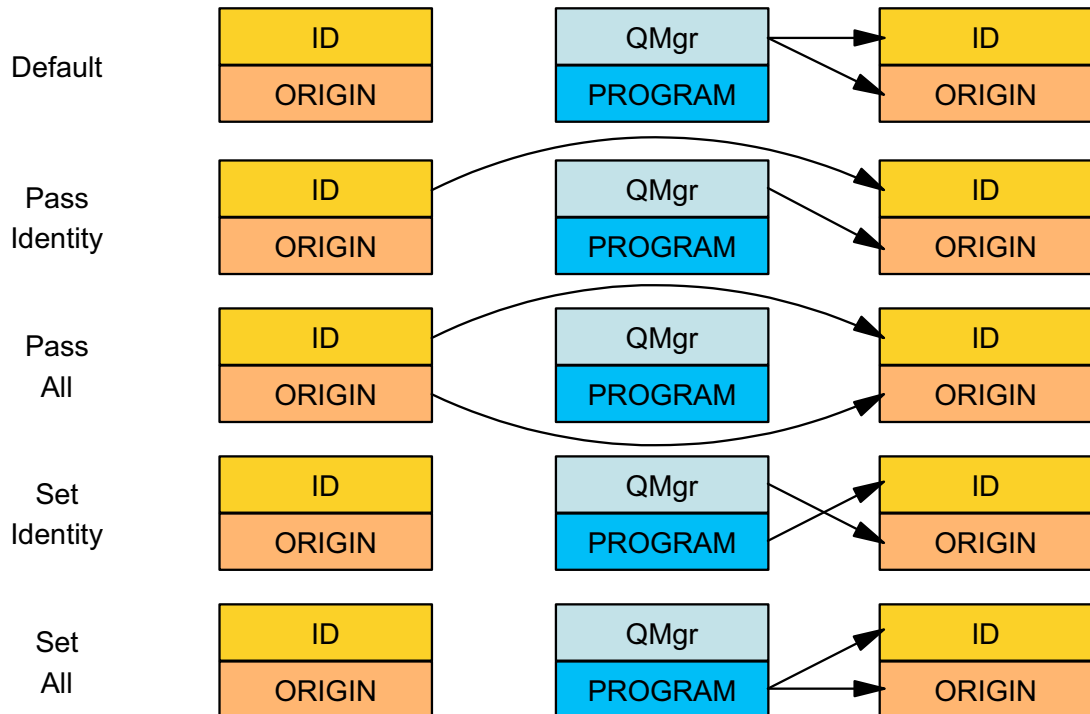 Default
ID
QMgr
ID
ORIGIN
PROGRAM
ORIGIN
Pass
Identity
ID
QMgr
ID
ORIGIN
PROGRAM
ORIGIN
Pass
All
ID
QMgr
ID
ORIGIN
PROGRAM
ORIGIN
Set
Identity
ID
QMgr
ID
ORIGIN
PROGRAM
ORIGIN
Set
All
ID
QMgr
ID
ORIGIN
PROGRAM
ORIGIN